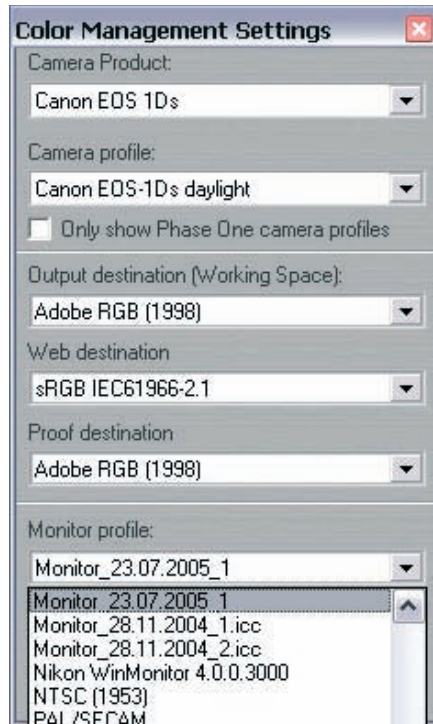 Color Management Settings
Camera Product:
Canon EOS 1Ds
Camera profile:
Canon EOS-1Ds daylight
Only show Phase One camera profiles
Output destination (Working Space):
Adobe RGB (1998)
Web destination
sRGB IEC61966-2.1
Proof destination
Adobe RGB (1998)
Monitor profile:
Monitor_23.07.2005_1
Monitor_23.07.2005_1
Monitor_28.11.2004_1.icc
Monitor_28.11.2004_2.icc
Nikon WinMonitor 4.0.0.3000
NTSC (1953)
PAL/SECAM